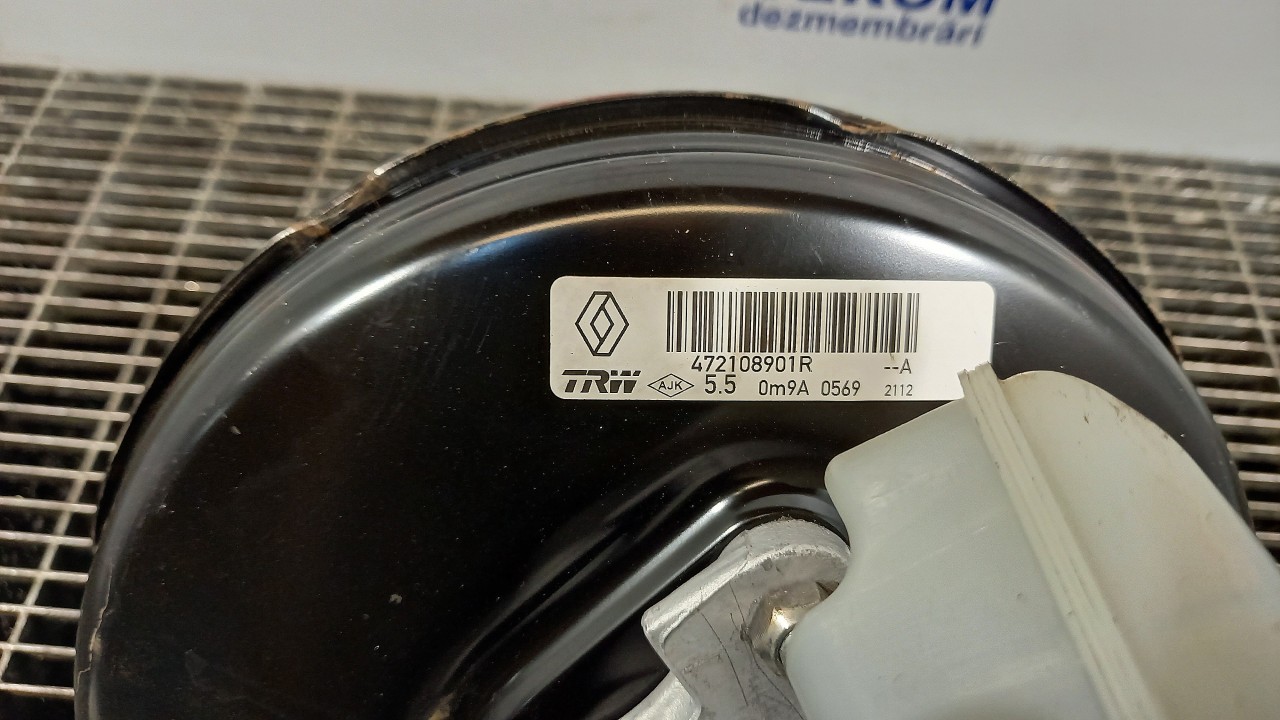 dezmembrări
472108901R --A
TRW AJK 5.5 0m9A 0569 2112